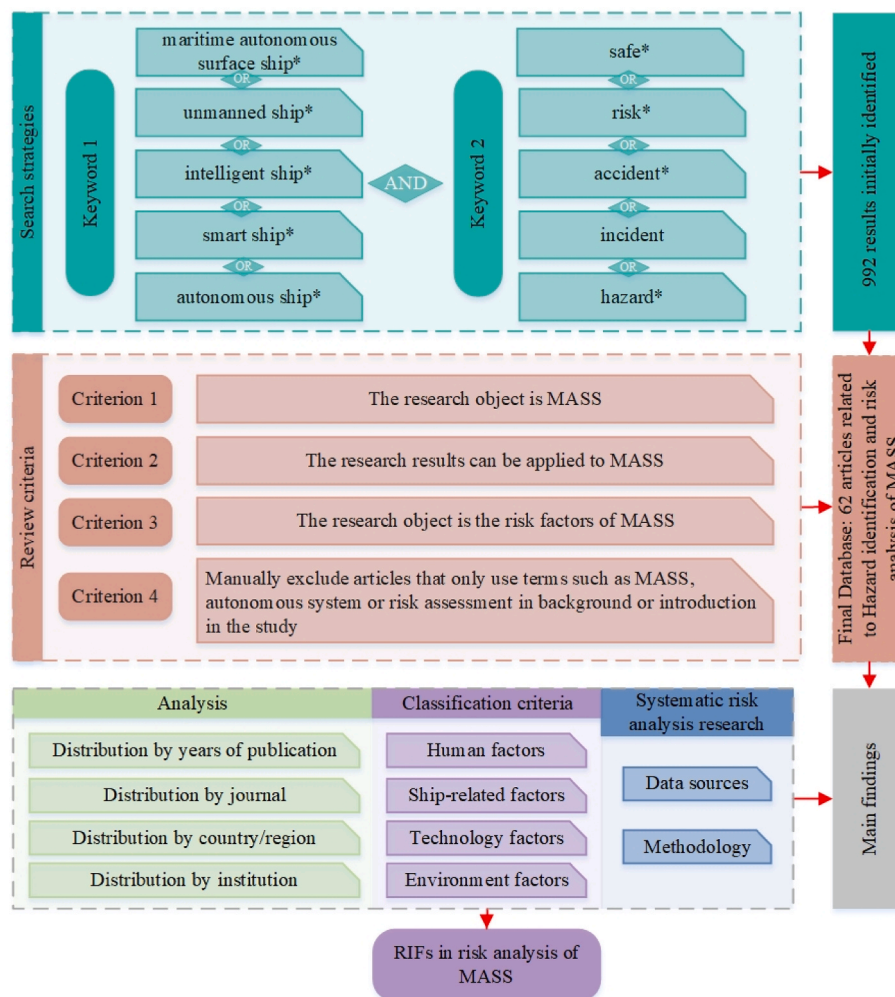 Search strategies
Keyword 1
maritime autonomous
surface ship*
OR
unmanned ship*
OR
intelligent ship*
OR
smart ship*
OR
autonomous ship*
AND
Keyword 2
safe*
OR
risk*
OR
accident*
OR
incident
OR
hazard*
992 results initially identified
Review criteria
Criterion 1
The research object is MASS
Criterion 2
The research results can be applied to MASS
Criterion 3
The research object is the risk factors of MASS
Criterion 4
Manually exclude articles that only use terms such as MASS,
autonomous system or risk assessment in background or introduction
in the study
Final Database: 62 articles related
to Hazard identification and risk
analysis of MASS
Analysis
Distribution by years of publication
Distribution by journal
Distribution by country/region
Distribution by institution
Classification criteria
Human factors
Ship-related factors
Technology factors
Environment factors
Systematic risk
analysis research
Data sources
Methodology
Main findings
RIFs in risk analysis of
MASS